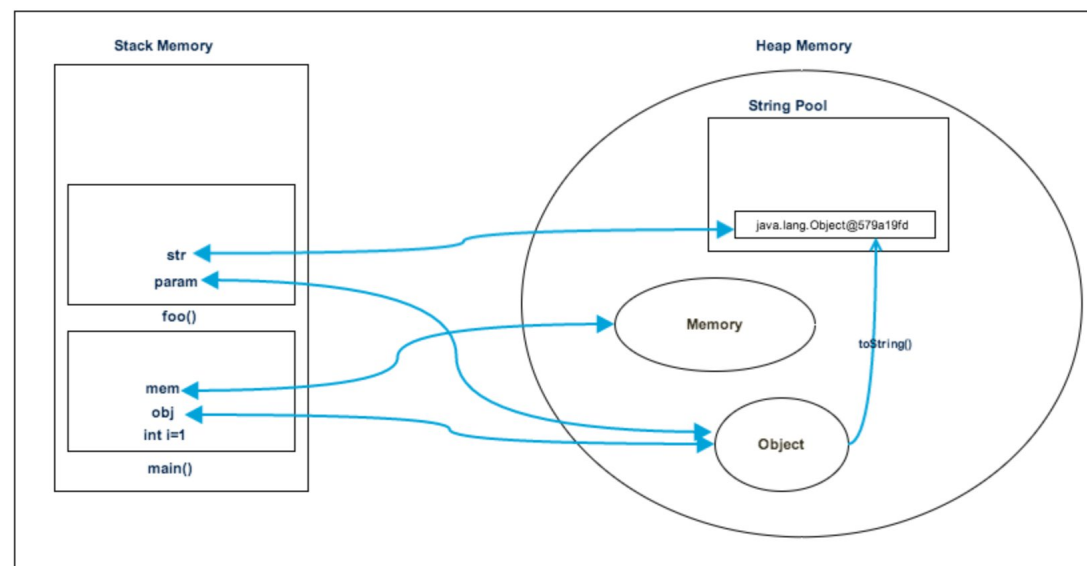 Stack Memory
Heap Memory
String Pool
java.lang.Object@579a19fd
str
param
foo()
Memory
toString()
mem
obj
int i=1
main()
Object